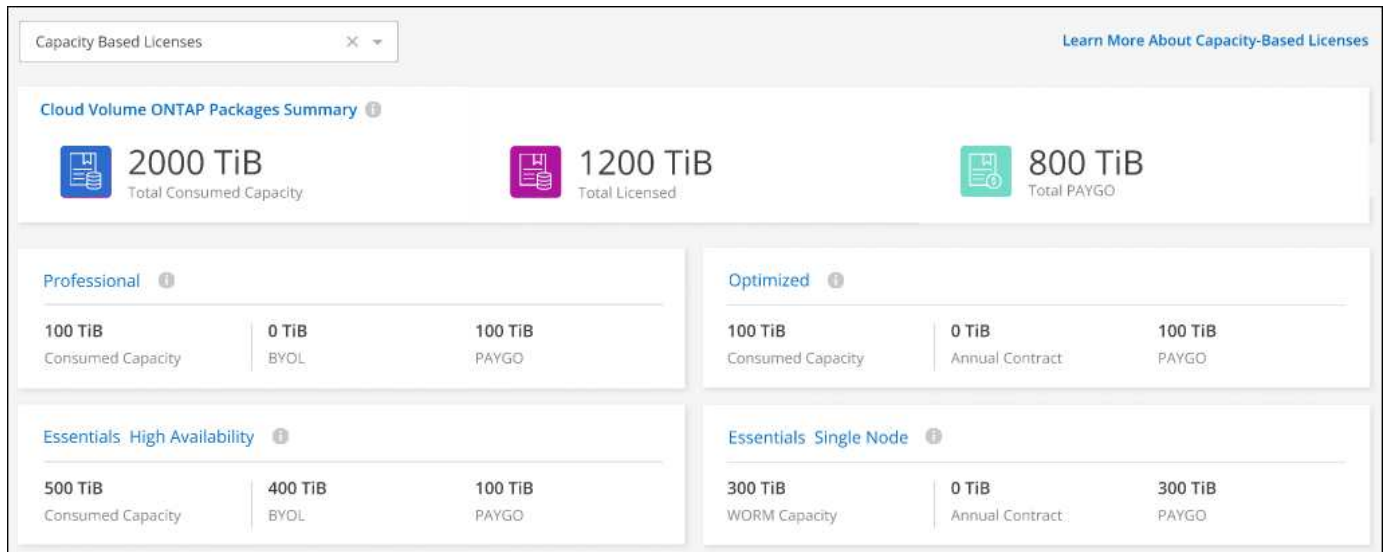 Capacity Based Licenses
Learn More About Capacity-Based Licenses
Cloud Volume ONTAP Packages Summary
2000 TiB
Total Consumed Capacity
1200 TiB
Total Licensed
800 TiB
Total PAYGO
Professional
100 TiB
Consumed Capacity
0 TiB
BYOL
100 TiB
PAYGO
Optimized
100 TiB
Consumed Capacity
0 TiB
Annual Contract
100 TiB
PAYGO
Essentials High Availability
500 TiB
Consumed Capacity
400 TiB
BYOL
100 TiB
PAYGO
Essentials Single Node
300 TiB
WORM Capacity
0 TiB
Annual Contract
300 TiB
PAYGO